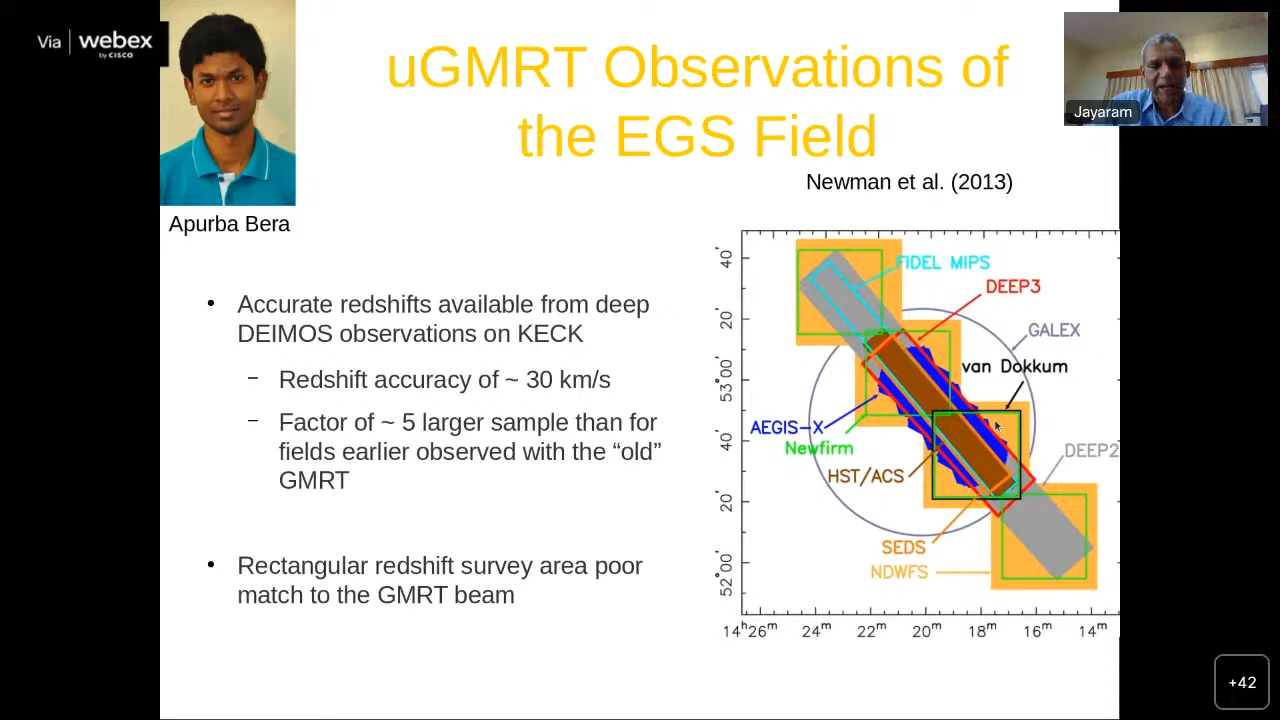 Via webex
by CISCO
uGMRT Observations of
the EGS Field
Jayaram
Newman et al. (2013)
Apurba Bera
Accurate redshifts available from deep
DEIMOS observations on KECK
Redshift accuracy of ~ 30 km/s
Factor of ~ 5 larger sample than for
fields earlier observed with the “old”
GMRT
Rectangular redshift survey area poor
match to the GMRT beam
40'
20'
53°00'
40'
20'
52°00'
FIDEL MIPS
DEEP3
GALEX
van Dokkum
AEGIS-X
Newfirm
DEEP2
HST/ACS
SEDS
NDWFS
14h26m 24m 22m 20m 18m 16m 14m
+42